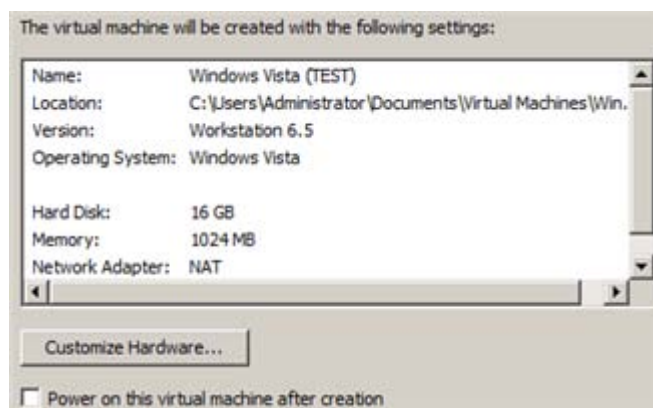 The virtual machine will be created with the following settings:
Name: Windows Vista (TEST)
Location: C:\Users\Administrator\Documents\Virtual Machines\Win.
Version: Workstation 6.5
Operating System: Windows Vista
Hard Disk: 16 GB
Memory: 1024 MB
Network Adapter: NAT
Customize Hardware...
Power on this virtual machine after creation